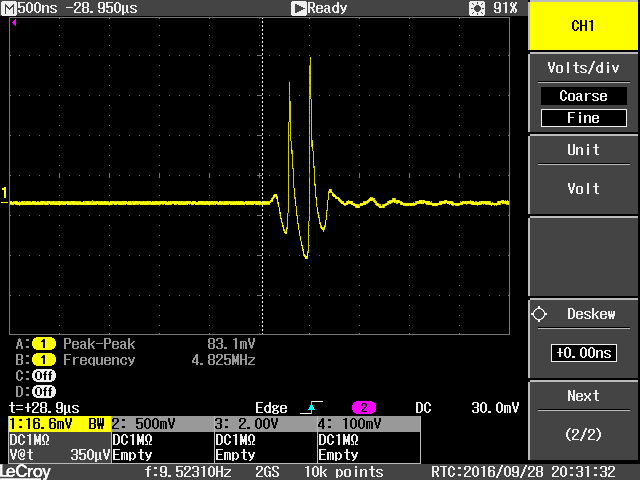 M 500ns -28.950µs Ready 91%
CH1
Volts/div
Coarse
Fine
Unit
Volt
1
Deskew
+0.00ns
A: 1 Peak-Peak 83.1mV
B: 1 Frequency 4.825MHz
C: Off
D: Off
Next
(2/2)
t=+28.9µs Edge 2 DC 30.0mV
1:16.6mV BW 2: 500mV 3: 2.00V 4: 100mV
DC1MΩ DC1MΩ DC1MΩ DC1MΩ
V@t 350µV Empty Empty Empty
LeCroy f:9.52310Hz 2GS 10k points RTC:2016/09/28 20:31:32